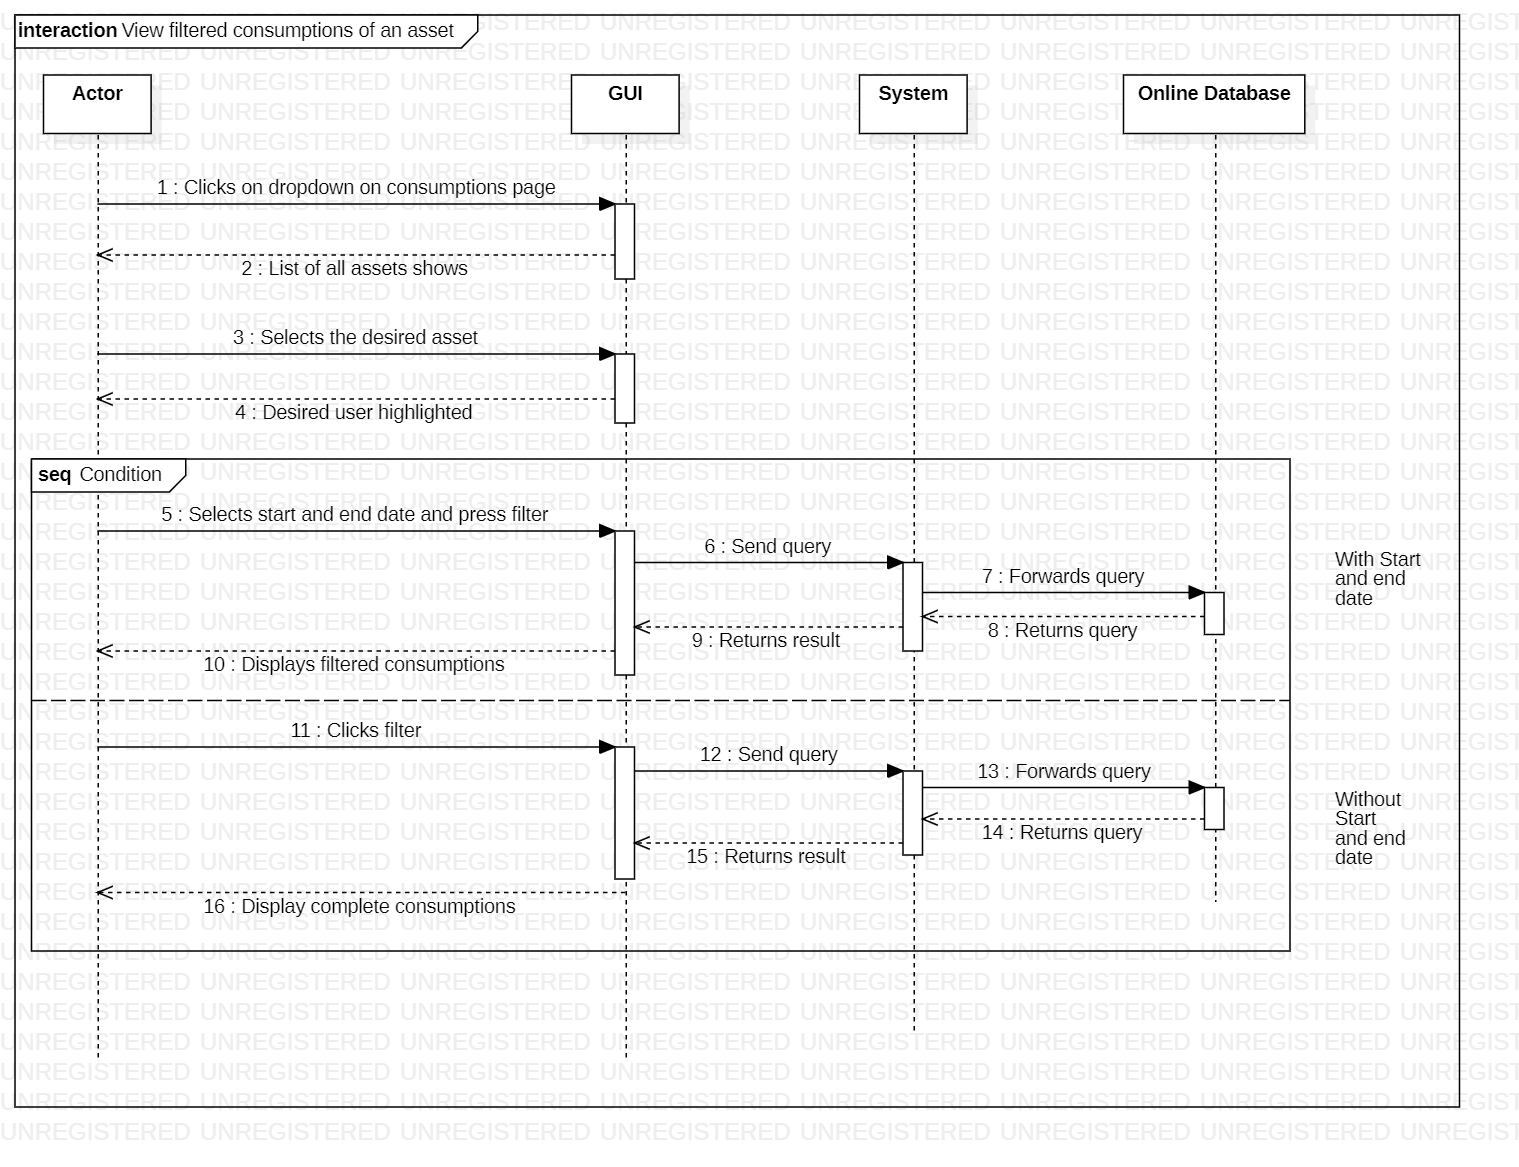 interaction View filtered consumptions of an asset
Actor
GUI
System
Online Database
1 : Clicks on dropdown on consumptions page
2 : List of all assets shows
3 : Selects the desired asset
4 : Desired user highlighted
seq Condition
5 : Selects start and end date and press filter
6 : Send query
7 : Forwards query
8 : Returns query
9 : Returns result
10 : Displays filtered consumptions
With Start
and end
date
11 : Clicks filter
12 : Send query
13 : Forwards query
14 : Returns query
15 : Returns result
16 : Display complete consumptions
Without
Start
and end
date
UNREGISTERED